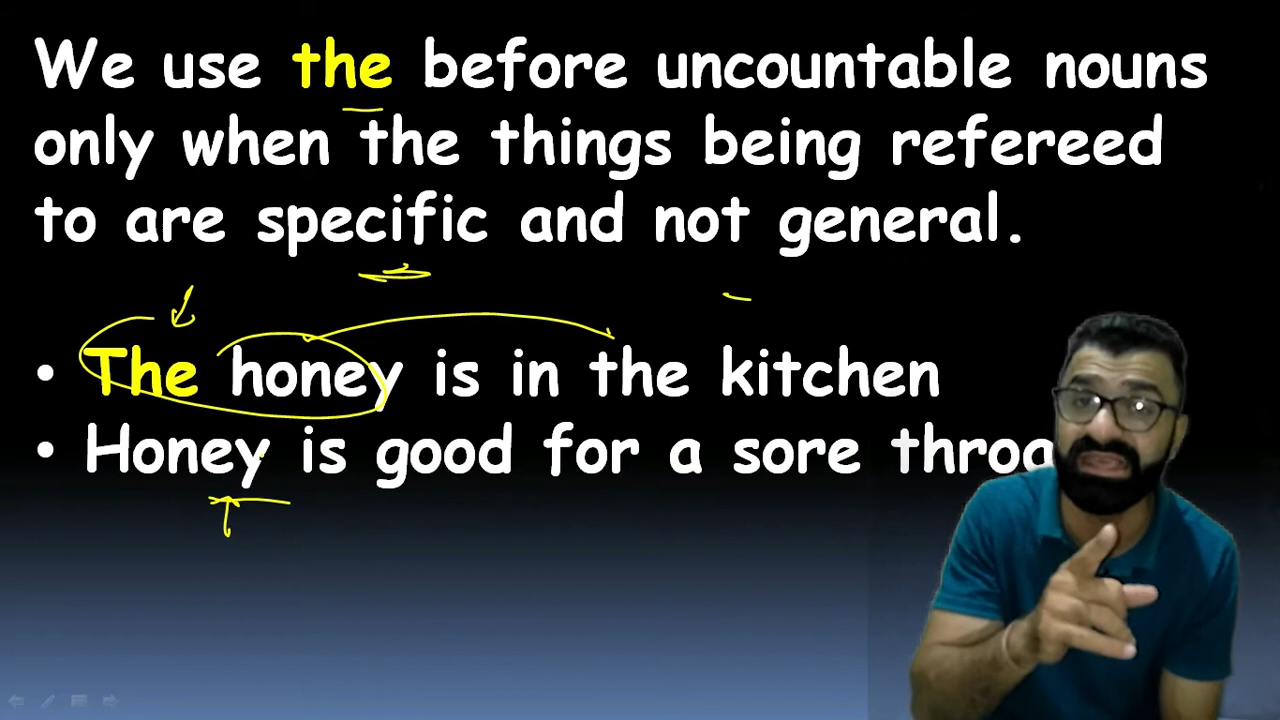 We use the before uncountable nouns
only when the things being refereed
to are specific and not general.
• The honey is in the kitchen
• Honey is good for a sore